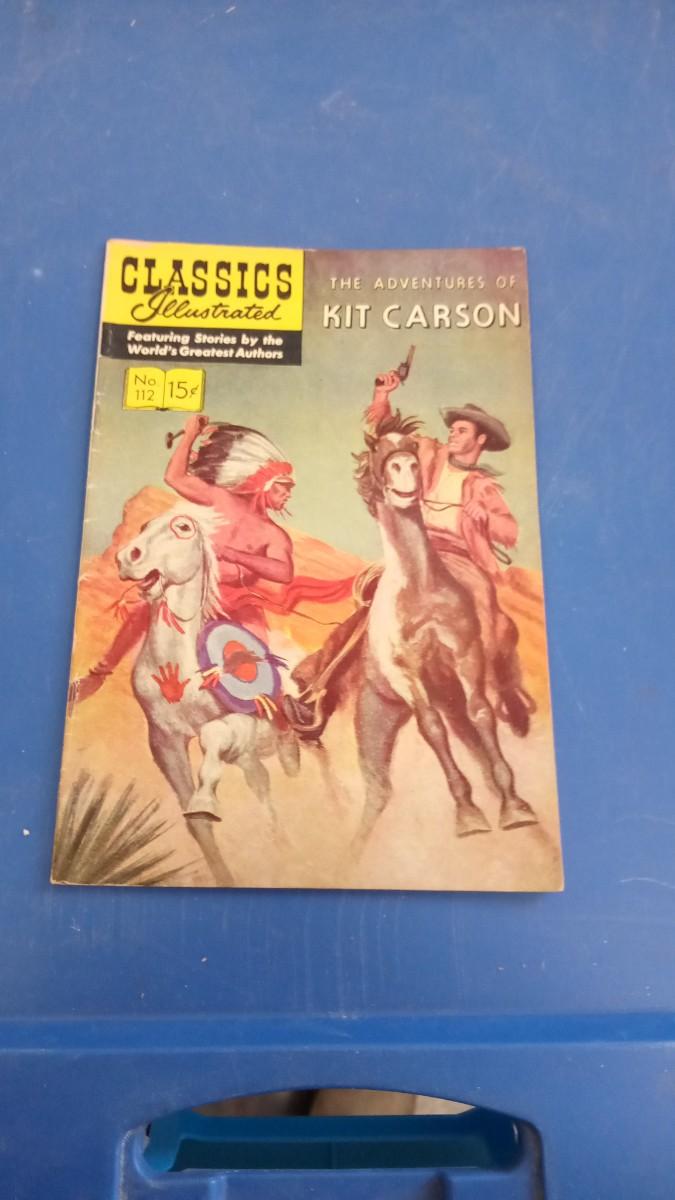 CLASSICS
Illustrated
Featuring Stories by the
World's Greatest Authors
No. 112
15¢
THE ADVENTURES OF
KIT CARSON